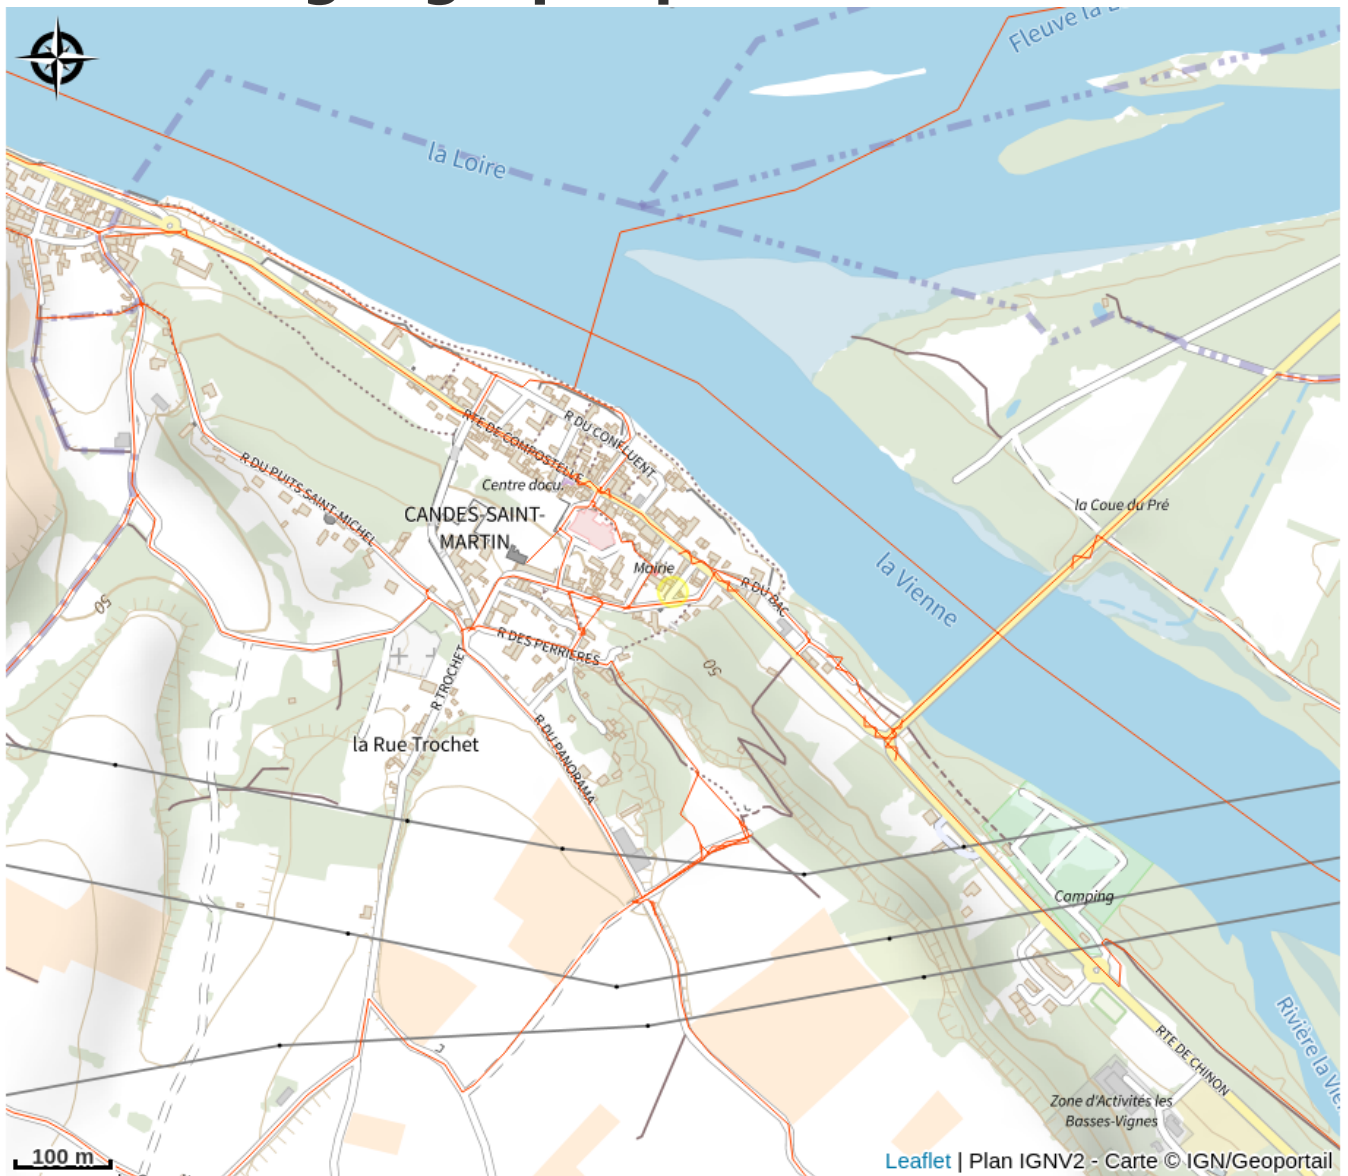 Fleuve la
la Loire
R DU CONFLUENT
RTE DE COMPOSTELLE
Centre docu.
R DU PUITS SAINT-MICHEL
CANDES-SAINT-
MARTIN
la Coue du Pré
Mairie
la Vienne
R DU BAC
50
R DES PERRIERES
50
R TROCHET
la Rue Trochet
R DU PANORAMA
Camping
Rivière la
RTE DE CHINON
Zone d'Activités les
Basses-Vignes
100 m
Leaflet | Plan IGNV2 - Carte © IGN/Geoportail